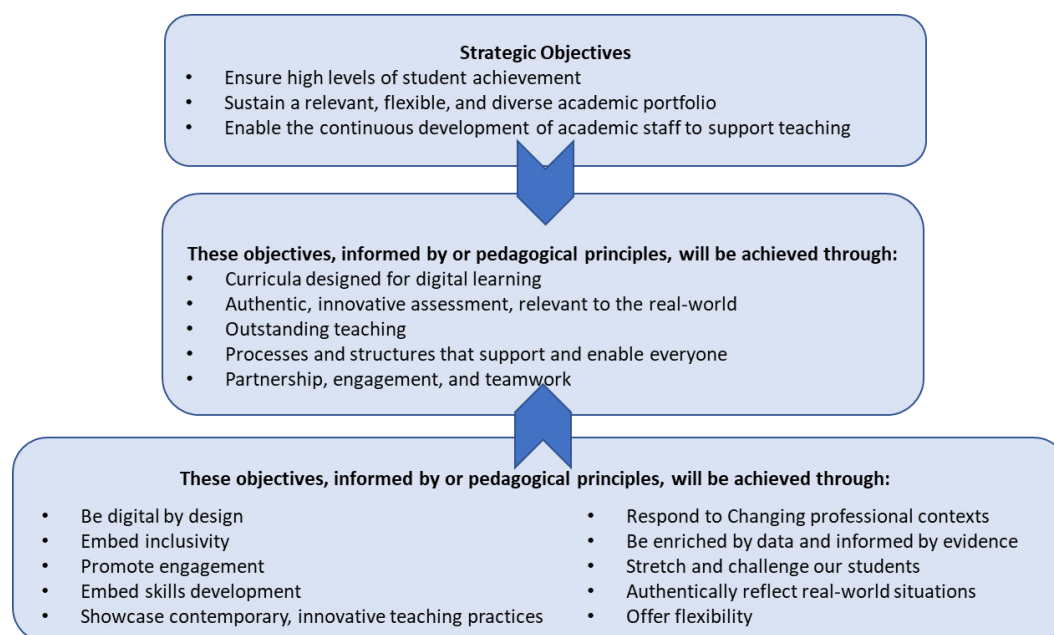 Strategic Objectives
• Ensure high levels of student achievement
• Sustain a relevant, flexible, and diverse academic portfolio
• Enable the continuous development of academic staff to support teaching
These objectives, informed by or pedagogical principles, will be achieved through:
• Curricula designed for digital learning
• Authentic, innovative assessment, relevant to the real-world
• Outstanding teaching
• Processes and structures that support and enable everyone
• Partnership, engagement, and teamwork
These objectives, informed by or pedagogical principles, will be achieved through:
• Be digital by design
• Embed inclusivity
• Promote engagement
• Embed skills development
• Showcase contemporary, innovative teaching practices
• Respond to Changing professional contexts
• Be enriched by data and informed by evidence
• Stretch and challenge our students
• Authentically reflect real-world situations
• Offer flexibility